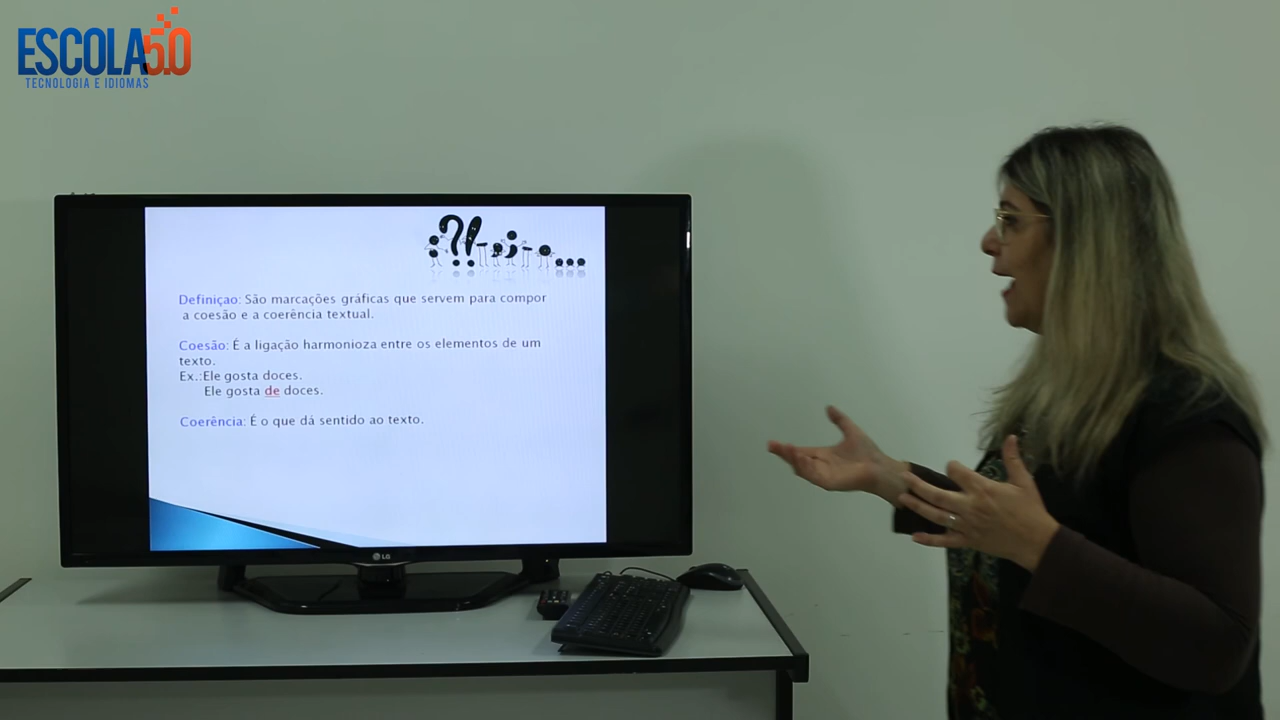 ESCOLA5.0
TECNOLOGIA E IDIOMAS
?!
Definiçao: São marcações gráficas que servem para compor
a coesão e a coerência textual.
Coesão: É a ligação harmonioza entre os elementos de um
texto.
Ex.:Ele gosta doces.
Ele gosta de doces.
Coerência: É o que dá sentido ao texto.
LG